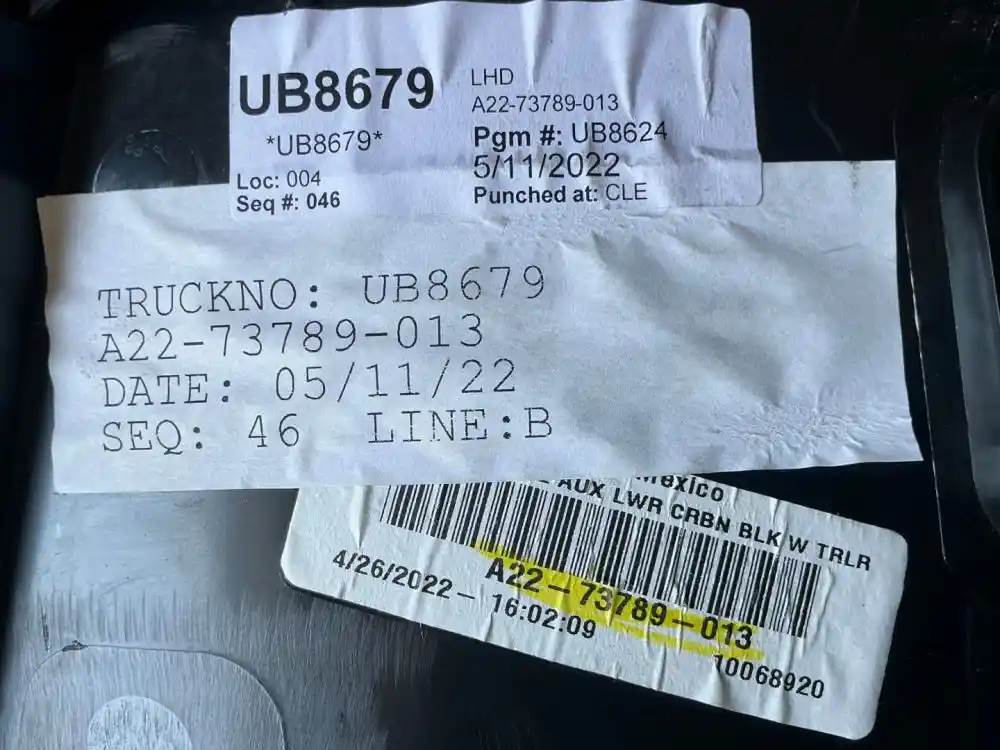 UB8679
*UB8679*
Loc: 004
Seq #: 046
LHD
A22-73789-013
Pgm #: UB8624
5/11/2022
Punched at: CLE
TRUCKNO: UB8679
A22-73789-013
DATE: 05/11/22
SEQ: 46 LINE:B
Mexico
AUX LWR CRBN BLK W TRLR
A22-73789-013
4/26/2022- 16:02:09
10068920